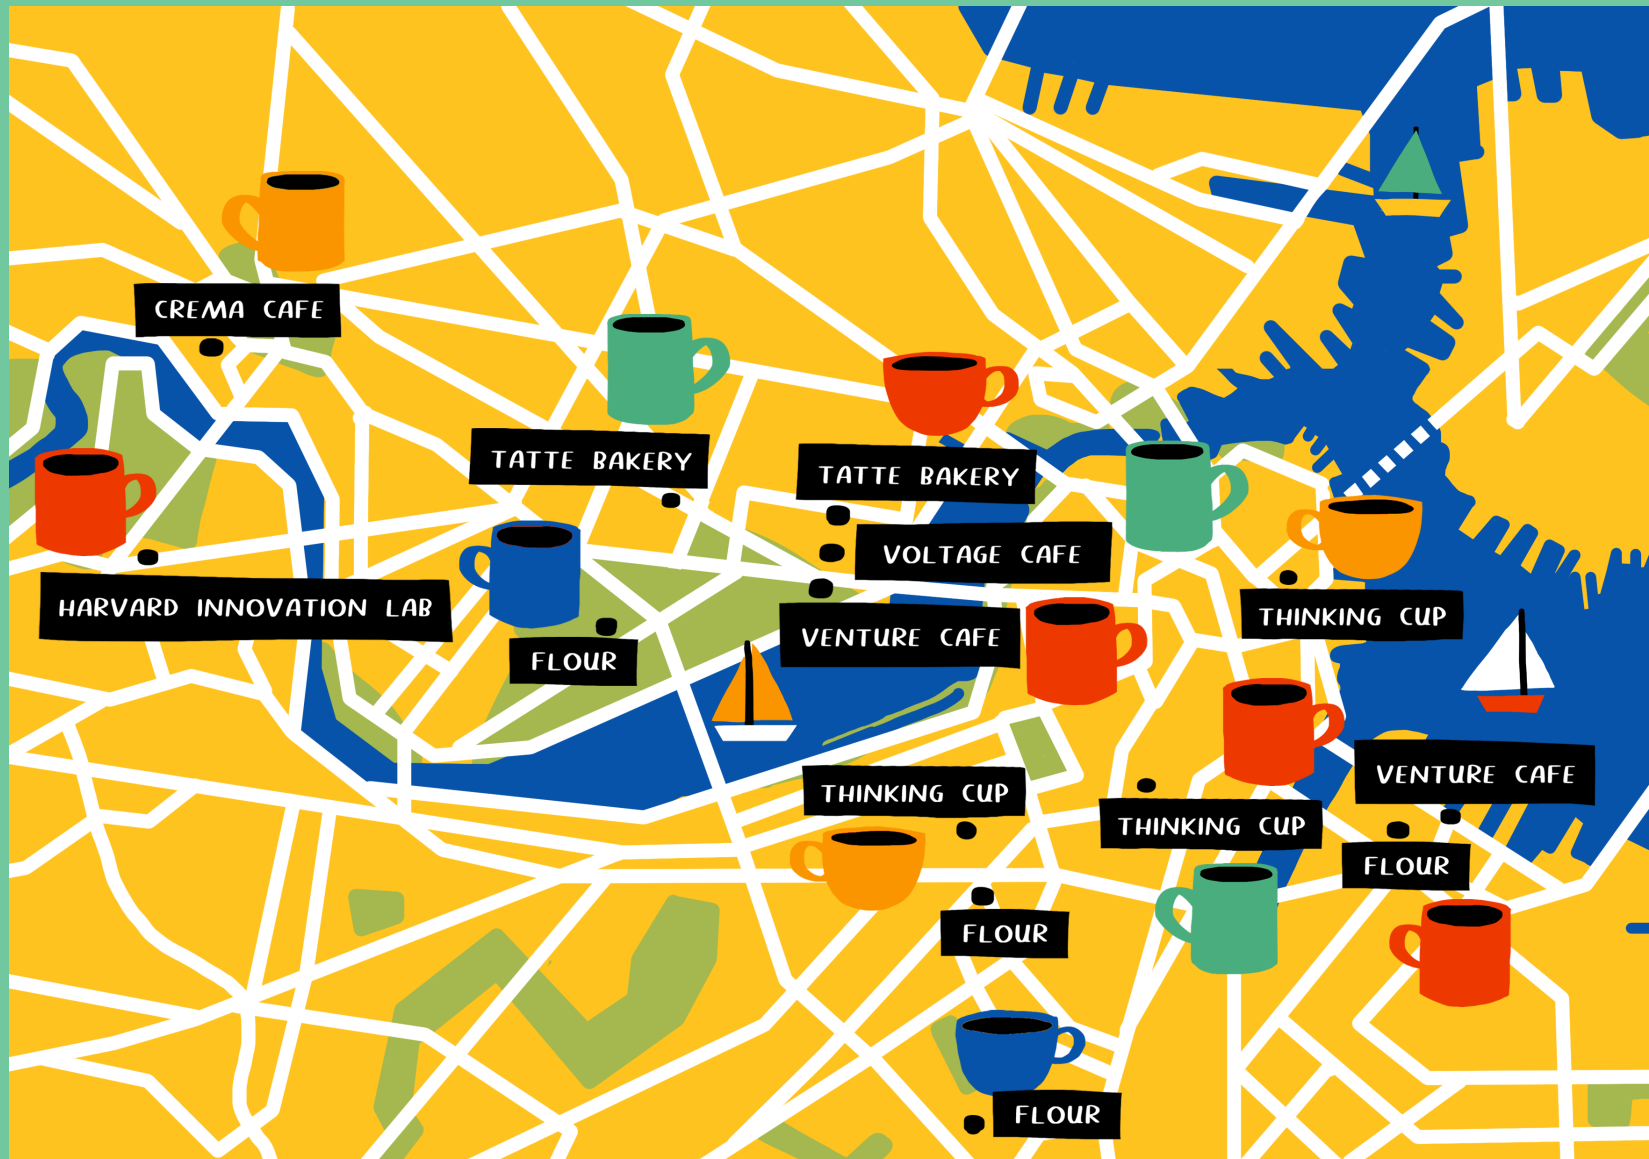 CREMA CAFE
TATTE BAKERY
TATTE BAKERY
VOLTAGE CAFE
HARVARD INNOVATION LAB
THINKING CUP
VENTURE CAFE
FLOUR
VENTURE CAFE
THINKING CUP
THINKING CUP
FLOUR
FLOUR
FLOUR